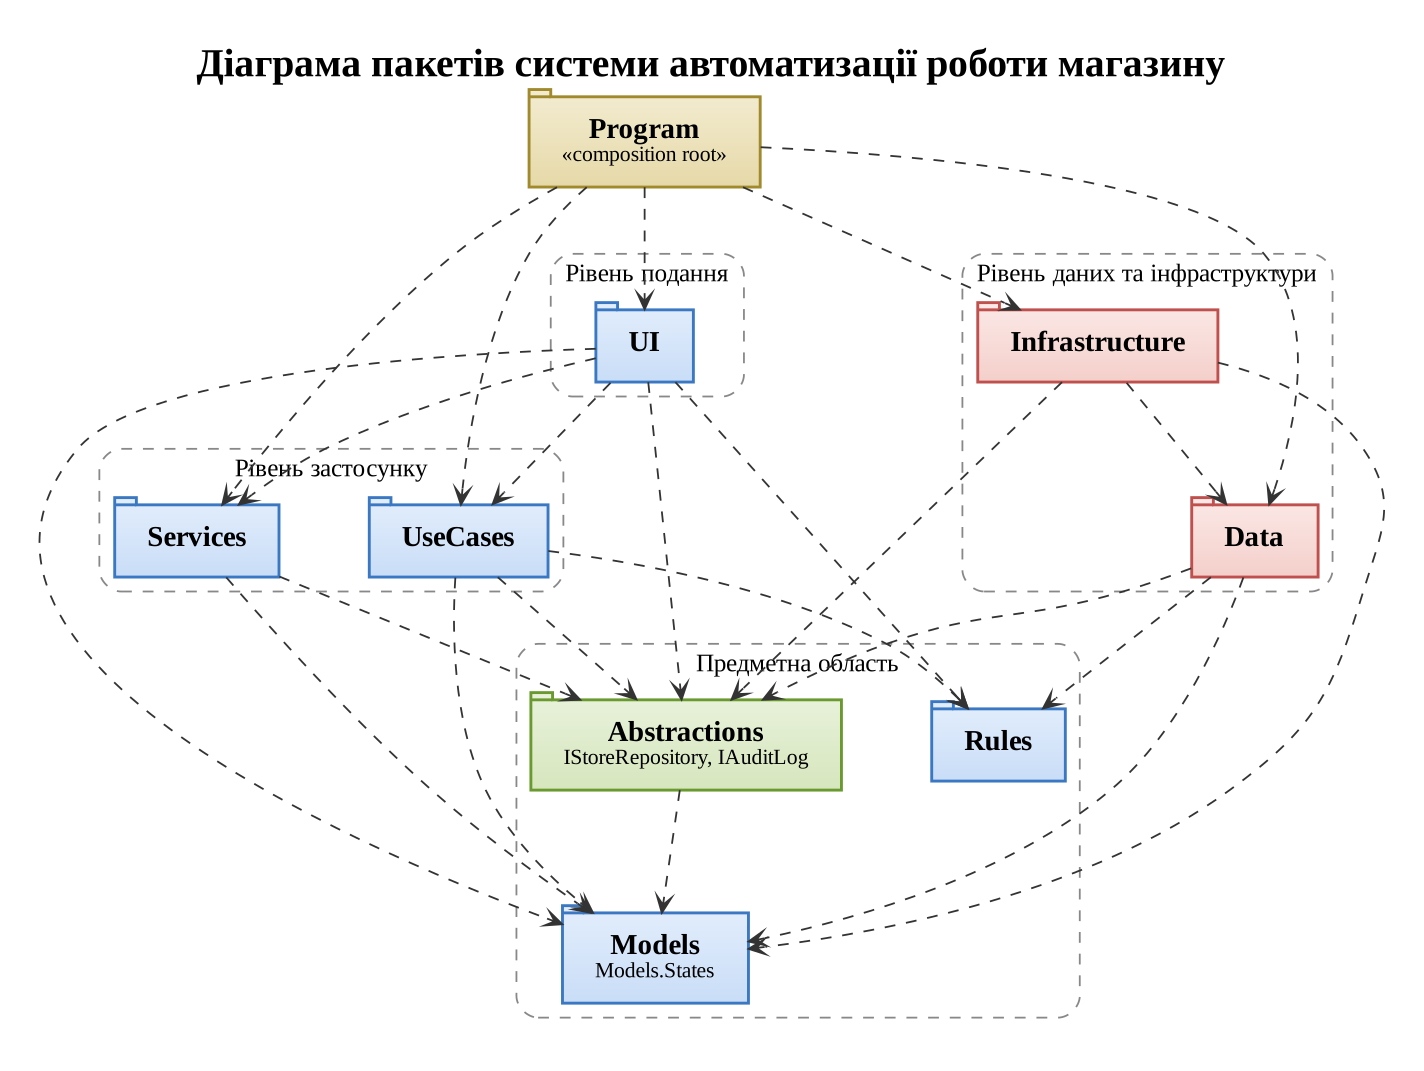 Діаграма пакетів системи автоматизації роботи магазину
Program
«composition root»
Рівень подання
Рівень даних та інфраструктури
UI
Infrastructure
Рівень застосунку
Services
UseCases
Data
Предметна область
Abstractions
IStoreRepository, IAuditLog
Rules
Models
Models.States